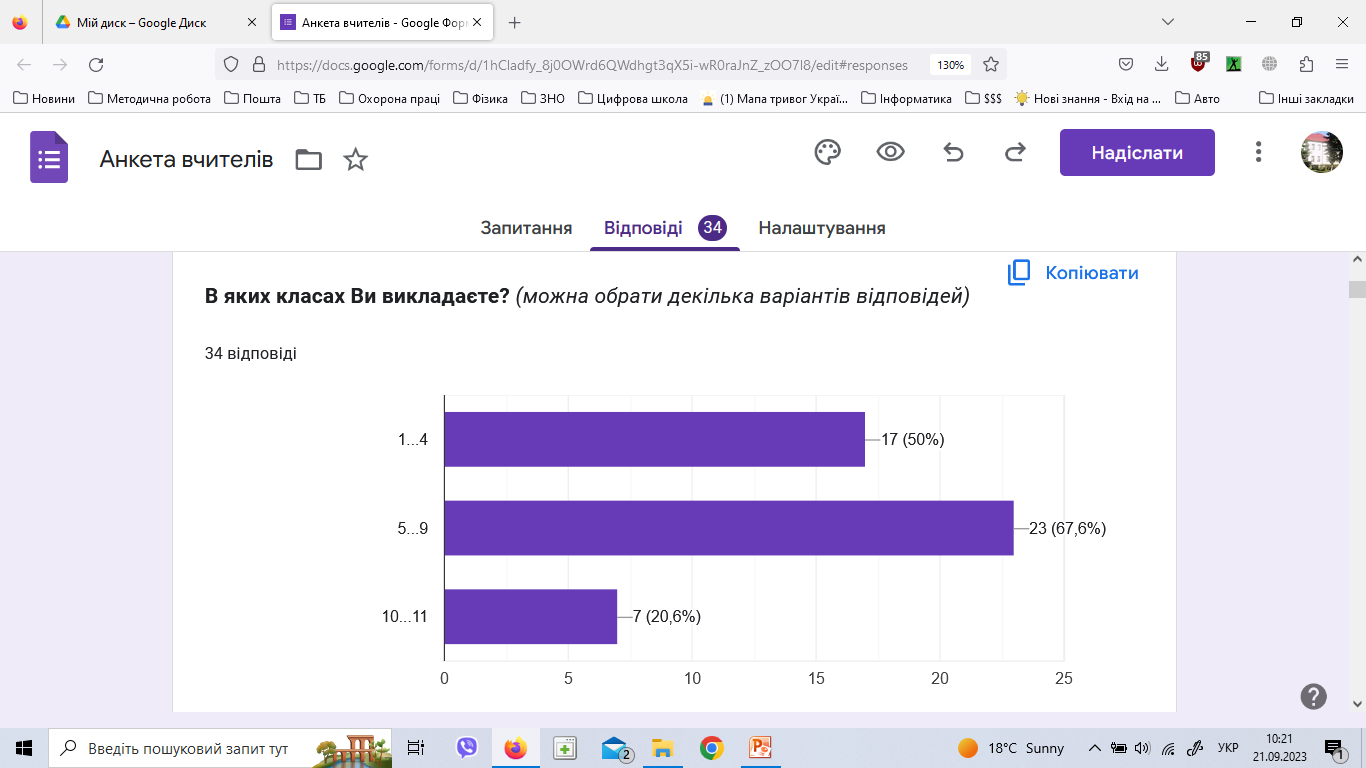 Мій диск – Google Диск
Анкета вчителів - Google Фор
https://docs.google.com/forms/d/1hCladfy_8j0OWrd6QWdhgt3qX5i-wR0raJnZ_zOO7I8/edit#responses
130%
85
Новини
Методична робота
Пошта
ТБ
Охорона праці
Фізика
ЗНО
Цифрова школа
(1) Мапа тривог Украї...
Інформатика
$$$
Нові знання - Вхід на ...
Авто
Інші закладки
Анкета вчителів
Надіслати
Запитання
Відповіді 34
Налаштування
Копіювати
В яких класах Ви викладаєте? (можна обрати декілька варіантів відповідей)
34 відповіді
1...4
17 (50%)
5...9
23 (67,6%)
10...11
7 (20,6%)
0 5 10 15 20 25
Введіть пошуковий запит тут
2
18°C Sunny
УКР
10:21
21.09.2023
1